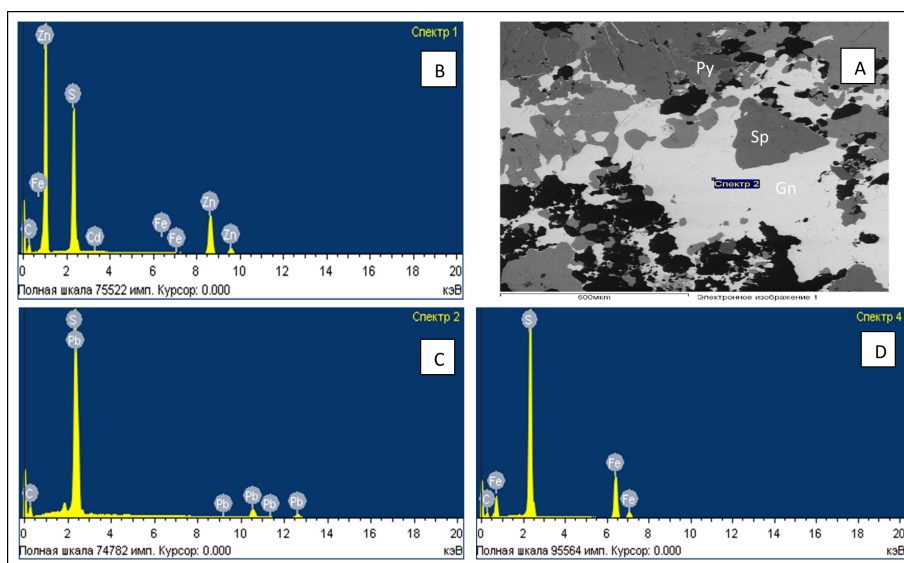 Спектр 1
B
Zn
S
Fe
C
Cd
Fe
Fe
Zn
Zn
0 2 4 6 8 10 12 14 16 18 20
Полная шкала 75522 имп. Курсор: 0.000 кэВ
A
Py
Sp
Спектр 2
Gn
600мкm Электронное изображение 1
Спектр 2
C
S
Pb
C
Pb
Pb
Pb
Pb
0 2 4 6 8 10 12 14 16 18 20
Полная шкала 74782 имп. Курсор: 0.000 кэВ
Спектр 4
D
S
Fe
C
Fe
Fe
0 2 4 6 8 10 12 14 16 18 20
Полная шкала 95564 имп. Курсор: 0.000 кэВ